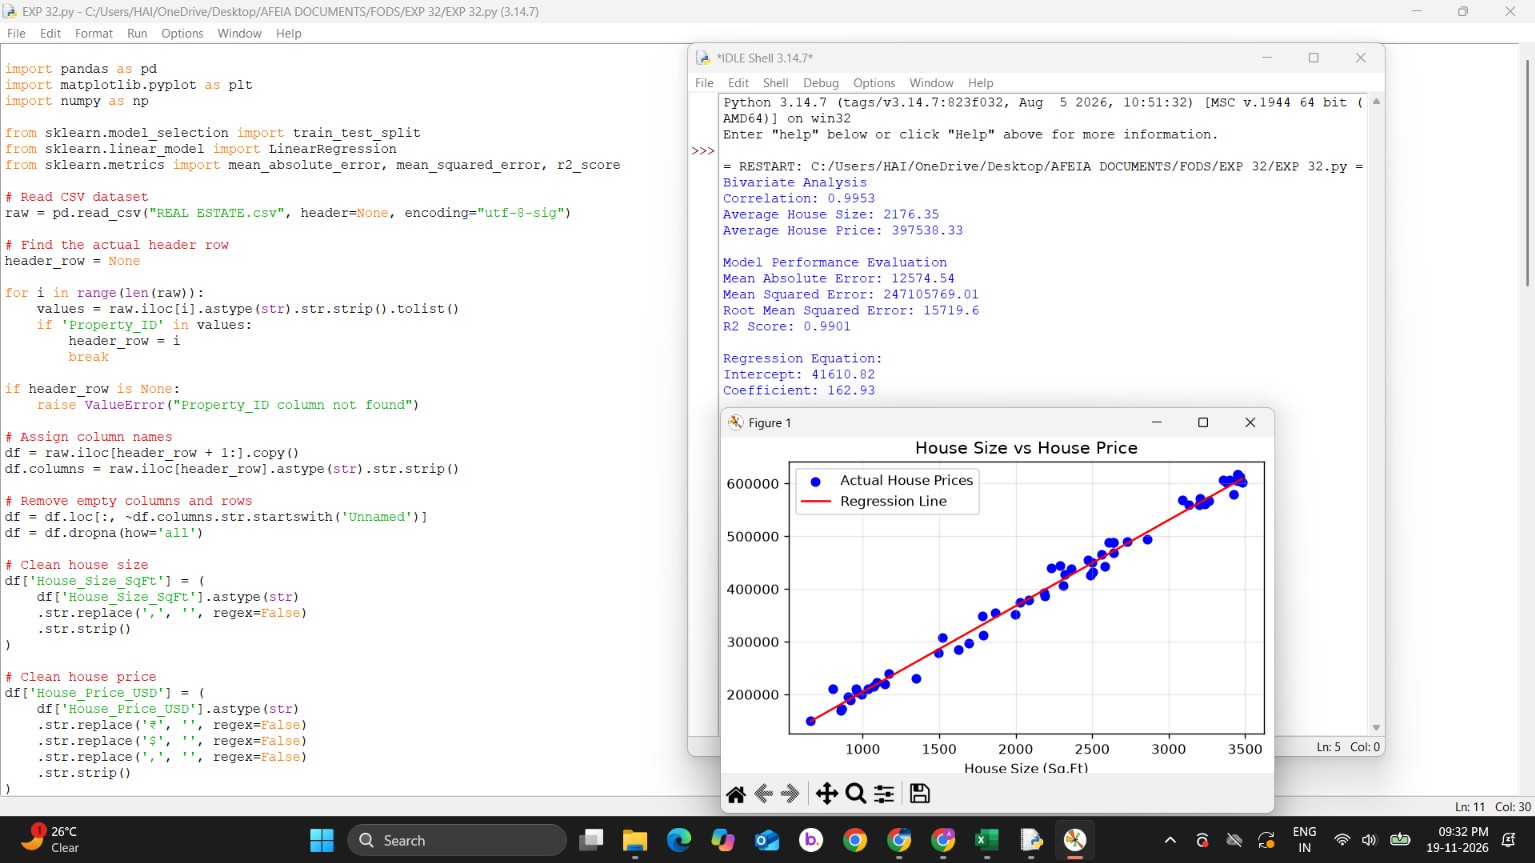 EXP 32.py - C:/Users/HAI/OneDrive/Desktop/AFEIA DOCUMENTS/FODS/EXP 32/EXP 32.py (3.14.7)
File Edit Format Run Options Window Help
import pandas as pd
import matplotlib.pyplot as plt
import numpy as np
from sklearn.model_selection import train_test_split
from sklearn.linear_model import LinearRegression
from sklearn.metrics import mean_absolute_error, mean_squared_error, r2_score
# Read CSV dataset
raw = pd.read_csv("REAL ESTATE.csv", header=None, encoding="utf-8-sig")
# Find the actual header row
header_row = None
for i in range(len(raw)):
    values = raw.iloc[i].astype(str).str.strip().tolist()
    if 'Property_ID' in values:
        header_row = i
        break
if header_row is None:
    raise ValueError("Property_ID column not found")
# Assign column names
df = raw.iloc[header_row + 1:].copy()
df.columns = raw.iloc[header_row].astype(str).str.strip()
# Remove empty columns and rows
df = df.loc[:, ~df.columns.str.startswith('Unnamed')]
df = df.dropna(how='all')
# Clean house size
df['House_Size_SqFt'] = (
    df['House_Size_SqFt'].astype(str)
    .str.replace(',', '', regex=False)
    .str.strip()
)
# Clean house price
df['House_Price_USD'] = (
    df['House_Price_USD'].astype(str)
    .str.replace('₹', '', regex=False)
    .str.replace('$', '', regex=False)
    .str.replace(',', '', regex=False)
    .str.strip()
)
Ln: 11 Col: 30
*IDLE Shell 3.14.7*
File Edit Shell Debug Options Window Help
Python 3.14.7 (tags/v3.14.7:823f032, Aug  5 2026, 10:51:32) [MSC v.1944 64 bit (
AMD64)] on win32
Enter "help" below or click "Help" above for more information.
>>>
= RESTART: C:/Users/HAI/OneDrive/Desktop/AFEIA DOCUMENTS/FODS/EXP 32/EXP 32.py =
Bivariate Analysis
Correlation: 0.9953
Average House Size: 2176.35
Average House Price: 397538.33
Model Performance Evaluation
Mean Absolute Error: 12574.54
Mean Squared Error: 247105769.01
Root Mean Squared Error: 15719.6
R2 Score: 0.9901
Regression Equation:
Intercept: 41610.82
Coefficient: 162.93
Ln: 5 Col: 0
Figure 1
House Size vs House Price
Actual House Prices
Regression Line
600000
500000
400000
300000
200000
1000 1500 2000 2500 3000 3500
House Size (Sq.Ft)
1
26°C
Clear
Search
b.
ENG
IN
09:32 PM
19-11-2026